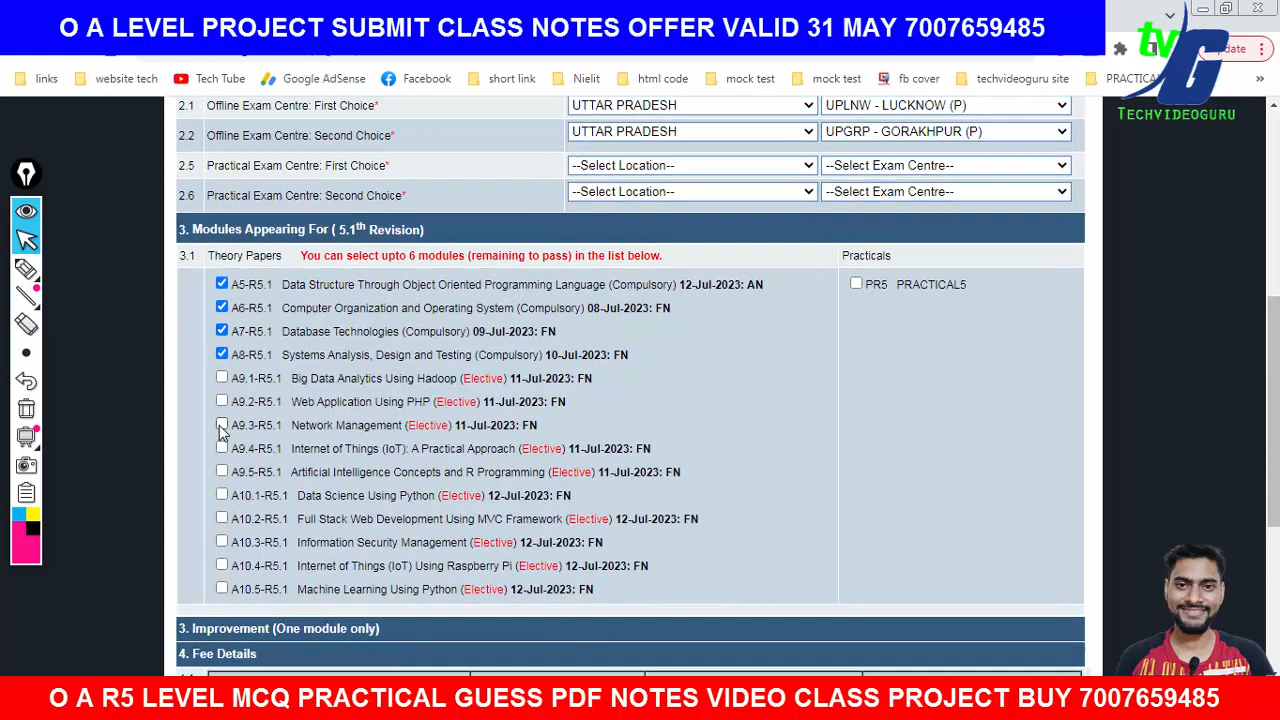 O A LEVEL PROJECT SUBMIT CLASS NOTES OFFER VALID 31 MAY 7007659485
tv
G
TECHVIDEOGURU
links website tech Tech Tube Google AdSense Facebook short link Nielit html code mock test mock test fb cover techvideoguru site »
2.1 Offline Exam Centre: First Choice* UTTAR PRADESH UPLNW - LUCKNOW (P)
2.2 Offline Exam Centre: Second Choice* UTTAR PRADESH UPGRP - GORAKHPUR (P)
2.5 Practical Exam Centre: First Choice* --Select Location-- --Select Exam Centre--
2.6 Practical Exam Centre: Second Choice* --Select Location-- --Select Exam Centre--
3. Modules Appearing For ( 5.1th Revision)
3.1 Theory Papers You can select upto 6 modules (remaining to pass) in the list below. Practicals
A5-R5.1 Data Structure Through Object Oriented Programming Language (Compulsory) 12-Jul-2023: AN PR5 PRACTICAL5
A6-R5.1 Computer Organization and Operating System (Compulsory) 08-Jul-2023: FN
A7-R5.1 Database Technologies (Compulsory) 09-Jul-2023: FN
A8-R5.1 Systems Analysis, Design and Testing (Compulsory) 10-Jul-2023: FN
A9.1-R5.1 Big Data Analytics Using Hadoop (Elective) 11-Jul-2023: FN
A9.2-R5.1 Web Application Using PHP (Elective) 11-Jul-2023: FN
A9.3-R5.1 Network Management (Elective) 11-Jul-2023: FN
A9.4-R5.1 Internet of Things (IoT): A Practical Approach (Elective) 11-Jul-2023: FN
A9.5-R5.1 Artificial Intelligence Concepts and R Programming (Elective) 11-Jul-2023: FN
A10.1-R5.1 Data Science Using Python (Elective) 12-Jul-2023: FN
A10.2-R5.1 Full Stack Web Development Using MVC Framework (Elective) 12-Jul-2023: FN
A10.3-R5.1 Information Security Management (Elective) 12-Jul-2023: FN
A10.4-R5.1 Internet of Things (IoT) Using Raspberry Pi (Elective) 12-Jul-2023: FN
A10.5-R5.1 Machine Learning Using Python (Elective) 12-Jul-2023: FN
3. Improvement (One module only)
4. Fee Details
O A R5 LEVEL MCQ PRACTICAL GUESS PDF NOTES VIDEO CLASS PROJECT BUY 7007659485